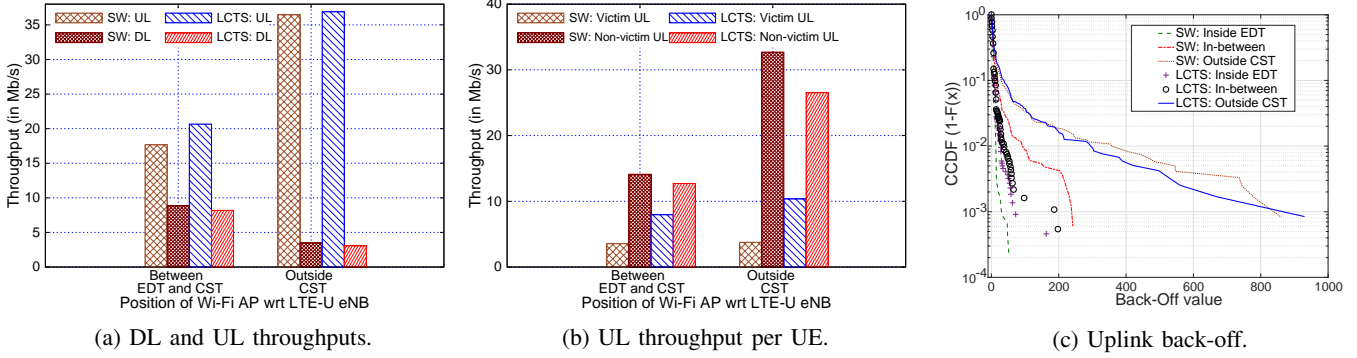 SW: UL
SW: DL
LCTS: UL
LCTS: DL
Throughput (in Mb/s)
35
30
25
20
15
10
5
0
Between
EDT and CST
Outside
CST
Position of Wi-Fi AP wrt LTE-U eNB
(a) DL and UL throughputs.
SW: Victim UL
SW: Non-victim UL
LCTS: Victim UL
LCTS: Non-victim UL
Throughput (in Mb/s)
40
35
30
25
20
15
10
5
0
Between
EDT and CST
Outside
CST
Position of Wi-Fi AP wrt LTE-U eNB
(b) UL throughput per UE.
SW: Inside EDT
SW: In-between
SW: Outside CST
LCTS: Inside EDT
LCTS: In-between
LCTS: Outside CST
CCDF (1-F(x))
10^0
10^-1
10^-2
10^-3
10^-4
0
200
400
600
800
1000
Back-Off value
(c) Uplink back-off.